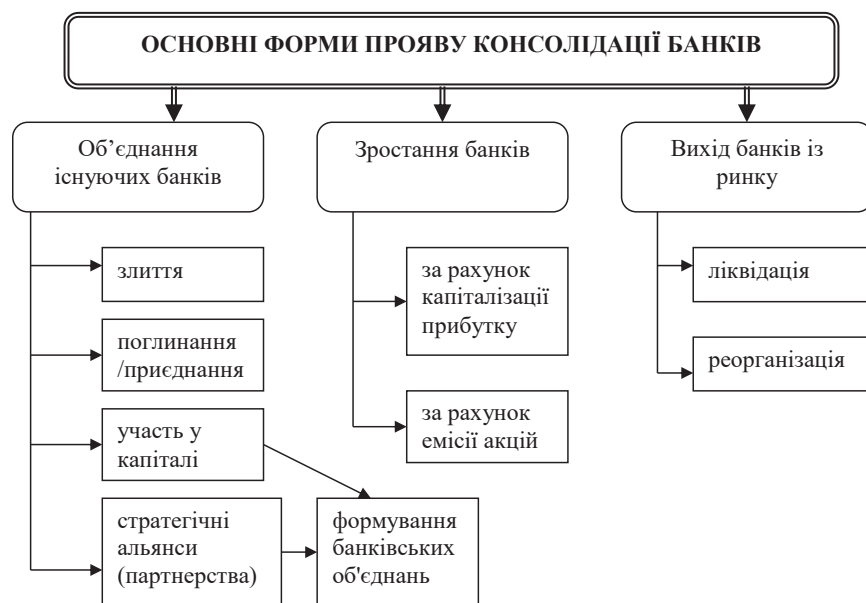 ОСНОВНІ ФОРМИ ПРОЯВУ КОНСОЛІДАЦІЇ БАНКІВ
Об’єднання
існуючих банків
злиття
поглинання
/приєднання
участь у
капіталі
стратегічні
альянси
(партнерства)
формування
банківських
об'єднань
Зростання банків
за рахунок
капіталізації
прибутку
за рахунок
емісії акцій
Вихід банків із
ринку
ліквідація
реорганізація